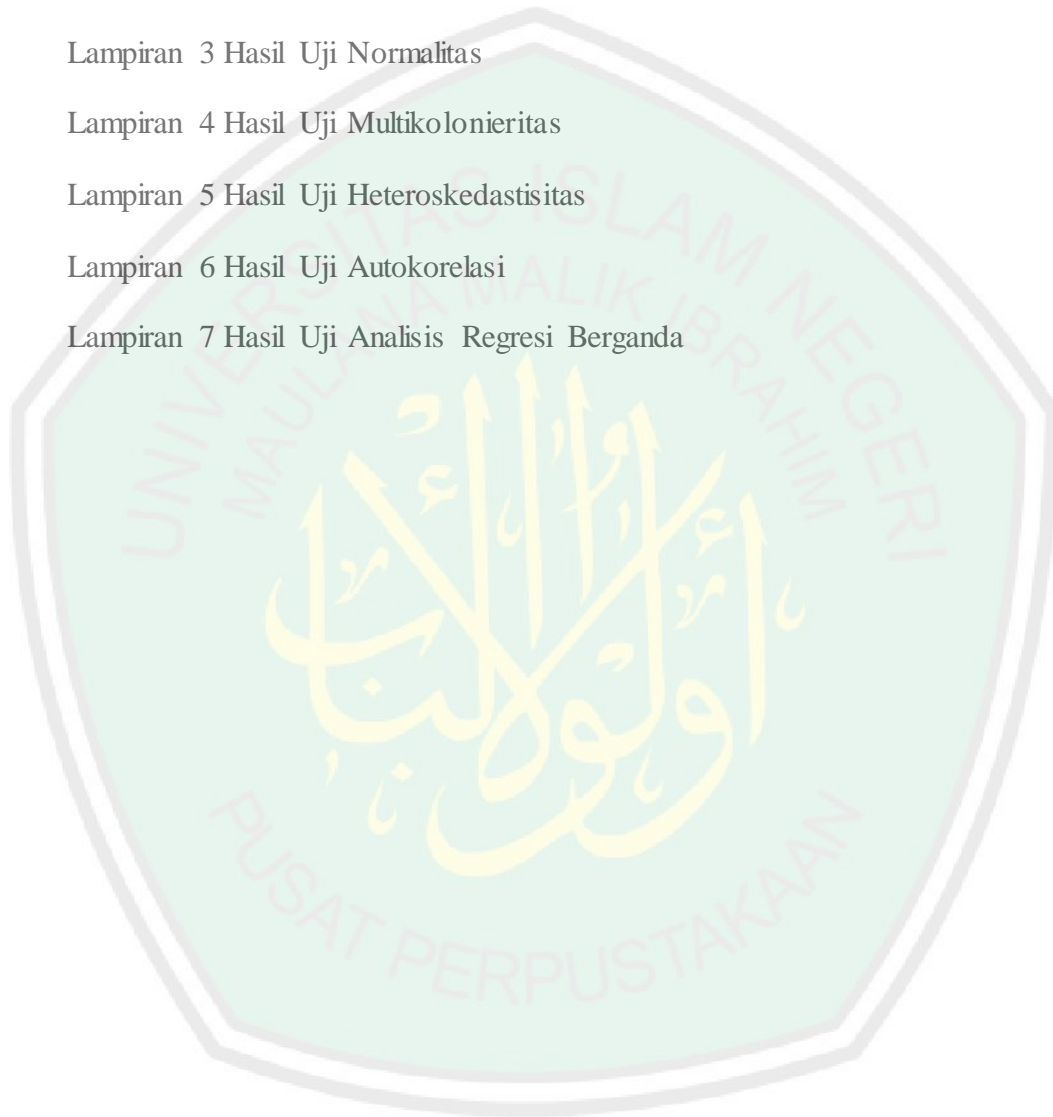 Lampiran 3 Hasil Uji Normalitas
Lampiran 4 Hasil Uji Multikolonieritas
Lampiran 5 Hasil Uji Heteroskedastisitas
Lampiran 6 Hasil Uji Autokorelasi
Lampiran 7 Hasil Uji Analisis Regresi Berganda
UNIVERSITAS ISLAM NEGERI
MAULANA MALIK IBRAHIM
أولو الألباب
PUSAT PERPUSTAKAAN